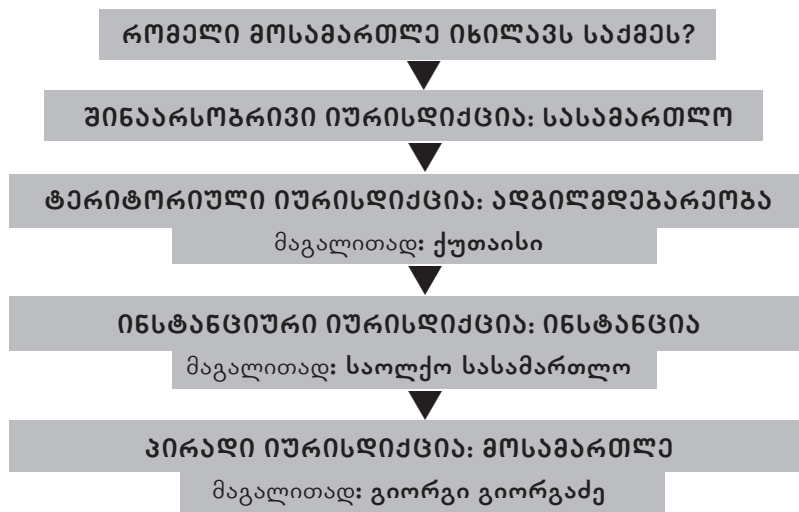 რომელი მოსამართლე იხილავს საქმეს?
შინაარსობრივი იურისდიქცია: სასამართლო
ტერიტორიული იურისდიქცია: ადგილმდებარეობა
მაგალითად: ქუთაისი
ინსტანციური იურისდიქცია: ინსტანცია
მაგალითად: საოლქო სასამართლო
პირადი იურისდიქცია: მოსამართლე
მაგალითად: გიორგი გიორგაძე